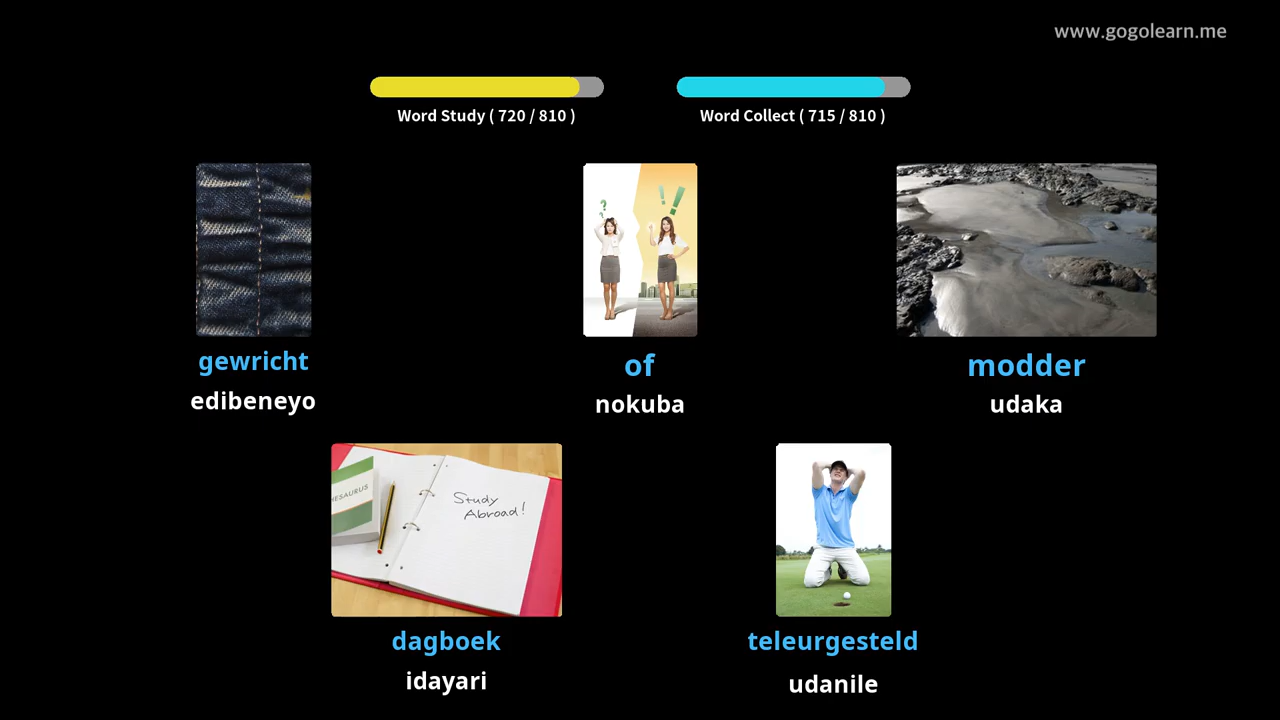 www.gogolearn.me
Word Study ( 720 / 810 )
Word Collect ( 715 / 810 )
? !!
gewricht
edibeneyo
of
nokuba
modder
udaka
HESAURUS
Study
Abroad!
dagboek
idayari
teleurgesteld
udanile